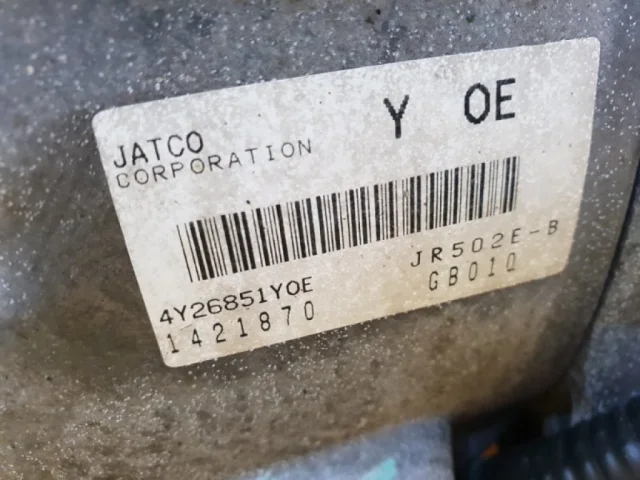 JATCO Y OE
CORPORATION
4Y26851YOE JR502E-B
1421870 GB01Q